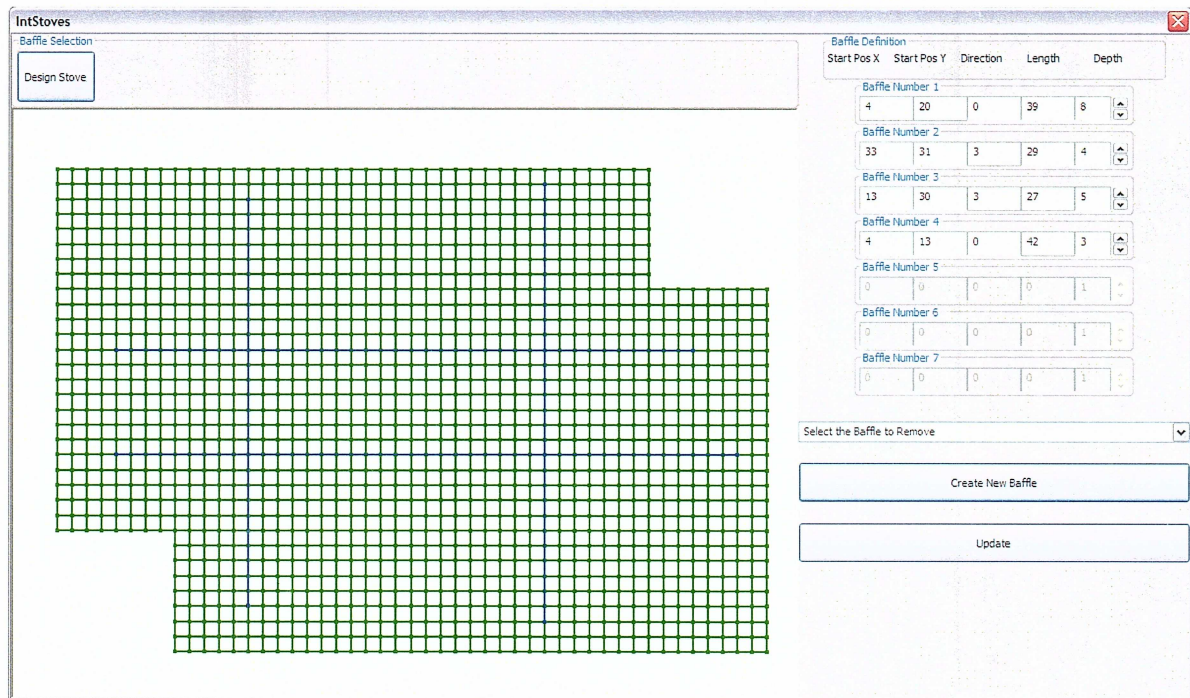 IntStoves
Baffle Selection
Design Stove
Baffle Definition
Start Pos X Start Pos Y Direction Length Depth
Baffle Number 1
4 20 0 39 8
Baffle Number 2
33 31 3 29 4
Baffle Number 3
13 30 3 27 5
Baffle Number 4
4 13 0 42 3
Baffle Number 5
0 0 0 0 1
Baffle Number 6
0 0 0 0 1
Baffle Number 7
0 0 0 0 1
Select the Baffle to Remove
Create New Baffle
Update